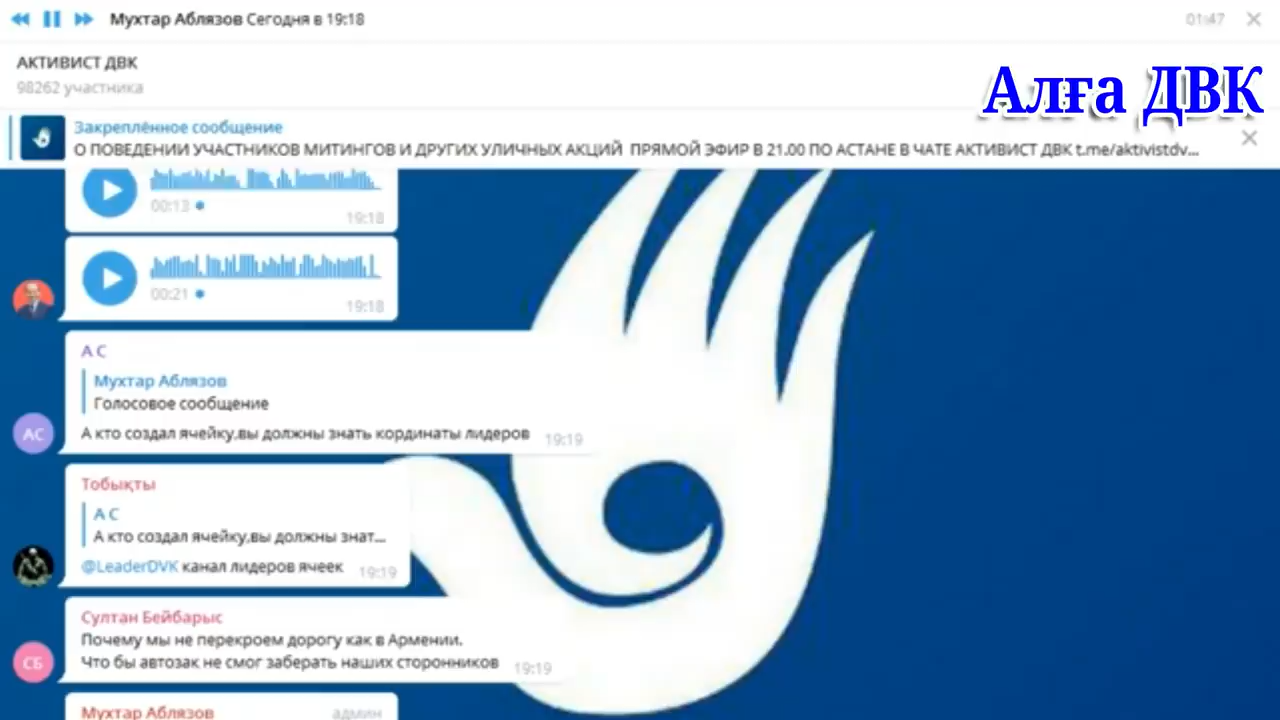 Мухтар Аблязов Сегодня в 19:18
01:47
АКТИВИСТ ДВК
98262 участника
Алға ДВК
Закреплённое сообщение
О ПОВЕДЕНИИ УЧАСТНИКОВ МИТИНГОВ И ДРУГИХ УЛИЧНЫХ АКЦИЙ ПРЯМОЙ ЭФИР В 21.00 ПО АСТАНЕ В ЧАТЕ АКТИВИСТ ДВК t.me/aktivistdv...
00:13
19:18
00:21
19:18
А С
Мухтар Аблязов
Голосовое сообщение
А кто создал ячейку.вы должны знать кординаты лидеров 19:19
АС
Тобықты
А С
А кто создал ячейку.вы должны знат...
@LeaderDVK канал лидеров ячеек 19:19
Султан Бейбарыс
Почему мы не перекроем дорогу как в Армении.
Что бы автозак не смог заберать наших сторонников 19:19
СБ
Мухтар Аблязов админ